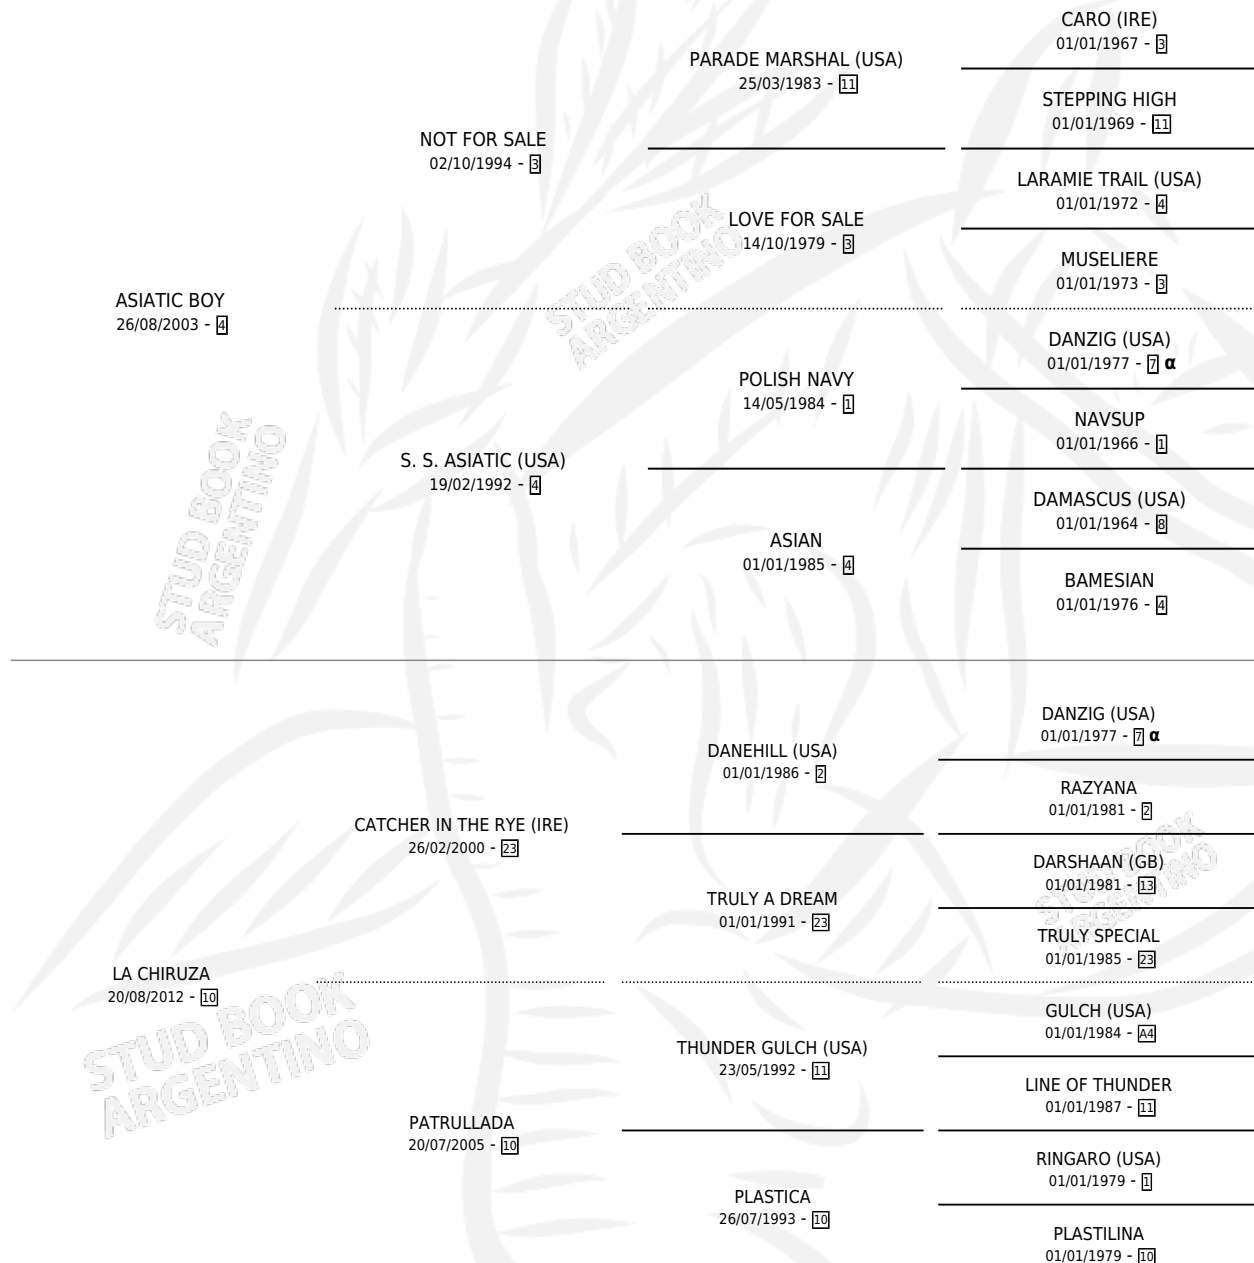 CARO (IRE)
01/01/1967 - 3
PARADE MARSHAL (USA)
25/03/1983 - 11
STEPPING HIGH
01/01/1969 - 11
NOT FOR SALE
02/10/1994 - 3
LARAMIE TRAIL (USA)
01/01/1972 - 4
LOVE FOR SALE
14/10/1979 - 3
MUSELIERE
01/01/1973 - 3
STUD BOOK
ARGENTINO
ASIATIC BOY
26/08/2003 - 4
DANZIG (USA)
01/01/1977 - 7 α
POLISH NAVY
14/05/1984 - 1
NAVSUP
01/01/1966 - 1
S. S. ASIATIC (USA)
19/02/1992 - 4
DAMASCUS (USA)
01/01/1964 - 8
ASIAN
01/01/1985 - 4
BAMESIAN
01/01/1976 - 4
STUD BOOK
ARGENTINO
DANZIG (USA)
01/01/1977 - 7 α
DANEHILL (USA)
01/01/1986 - 2
RAZYANA
01/01/1981 - 2
CATCHER IN THE RYE (IRE)
26/02/2000 - 23
DARSHAAN (GB)
01/01/1981 - 13
TRULY A DREAM
01/01/1991 - 23
TRULY SPECIAL
01/01/1985 - 23
STUD BOOK
ARGENTINO
LA CHIRUZA
20/08/2012 - 10
GULCH (USA)
01/01/1984 - A4
THUNDER GULCH (USA)
23/05/1992 - 11
LINE OF THUNDER
01/01/1987 - 11
STUD BOOK
ARGENTINO
PATRULLADA
20/07/2005 - 10
RINGARO (USA)
01/01/1979 - 1
PLASTICA
26/07/1993 - 10
PLASTILINA
01/01/1979 - 10